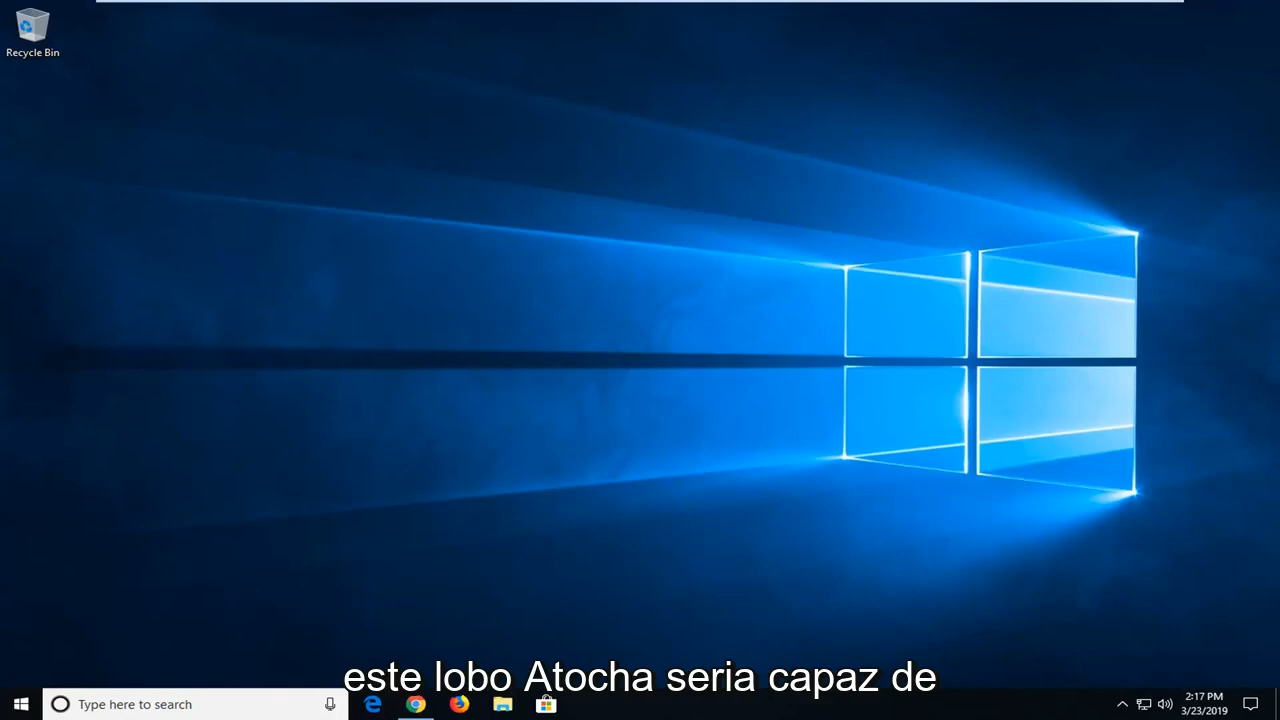 Recycle Bin
este lobo Atocha seria capaz de
Type here to search
2:17 PM
3/23/2019